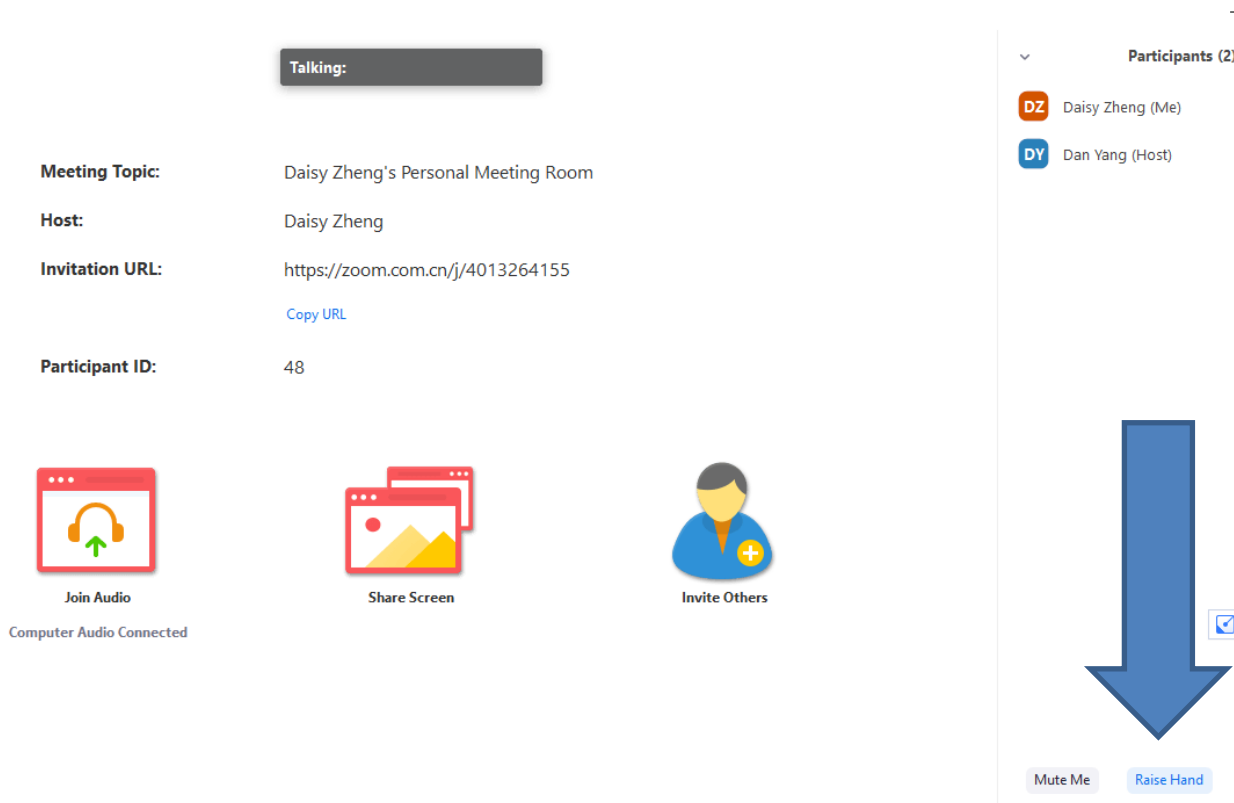 Talking:
Meeting Topic: Daisy Zheng's Personal Meeting Room
Host: Daisy Zheng
Invitation URL: https://zoom.com.cn/j/4013264155
Copy URL
Participant ID: 48
Join Audio
Computer Audio Connected
Share Screen
Invite Others
Participants (2)
DZ Daisy Zheng (Me)
DY Dan Yang (Host)
Mute Me Raise Hand